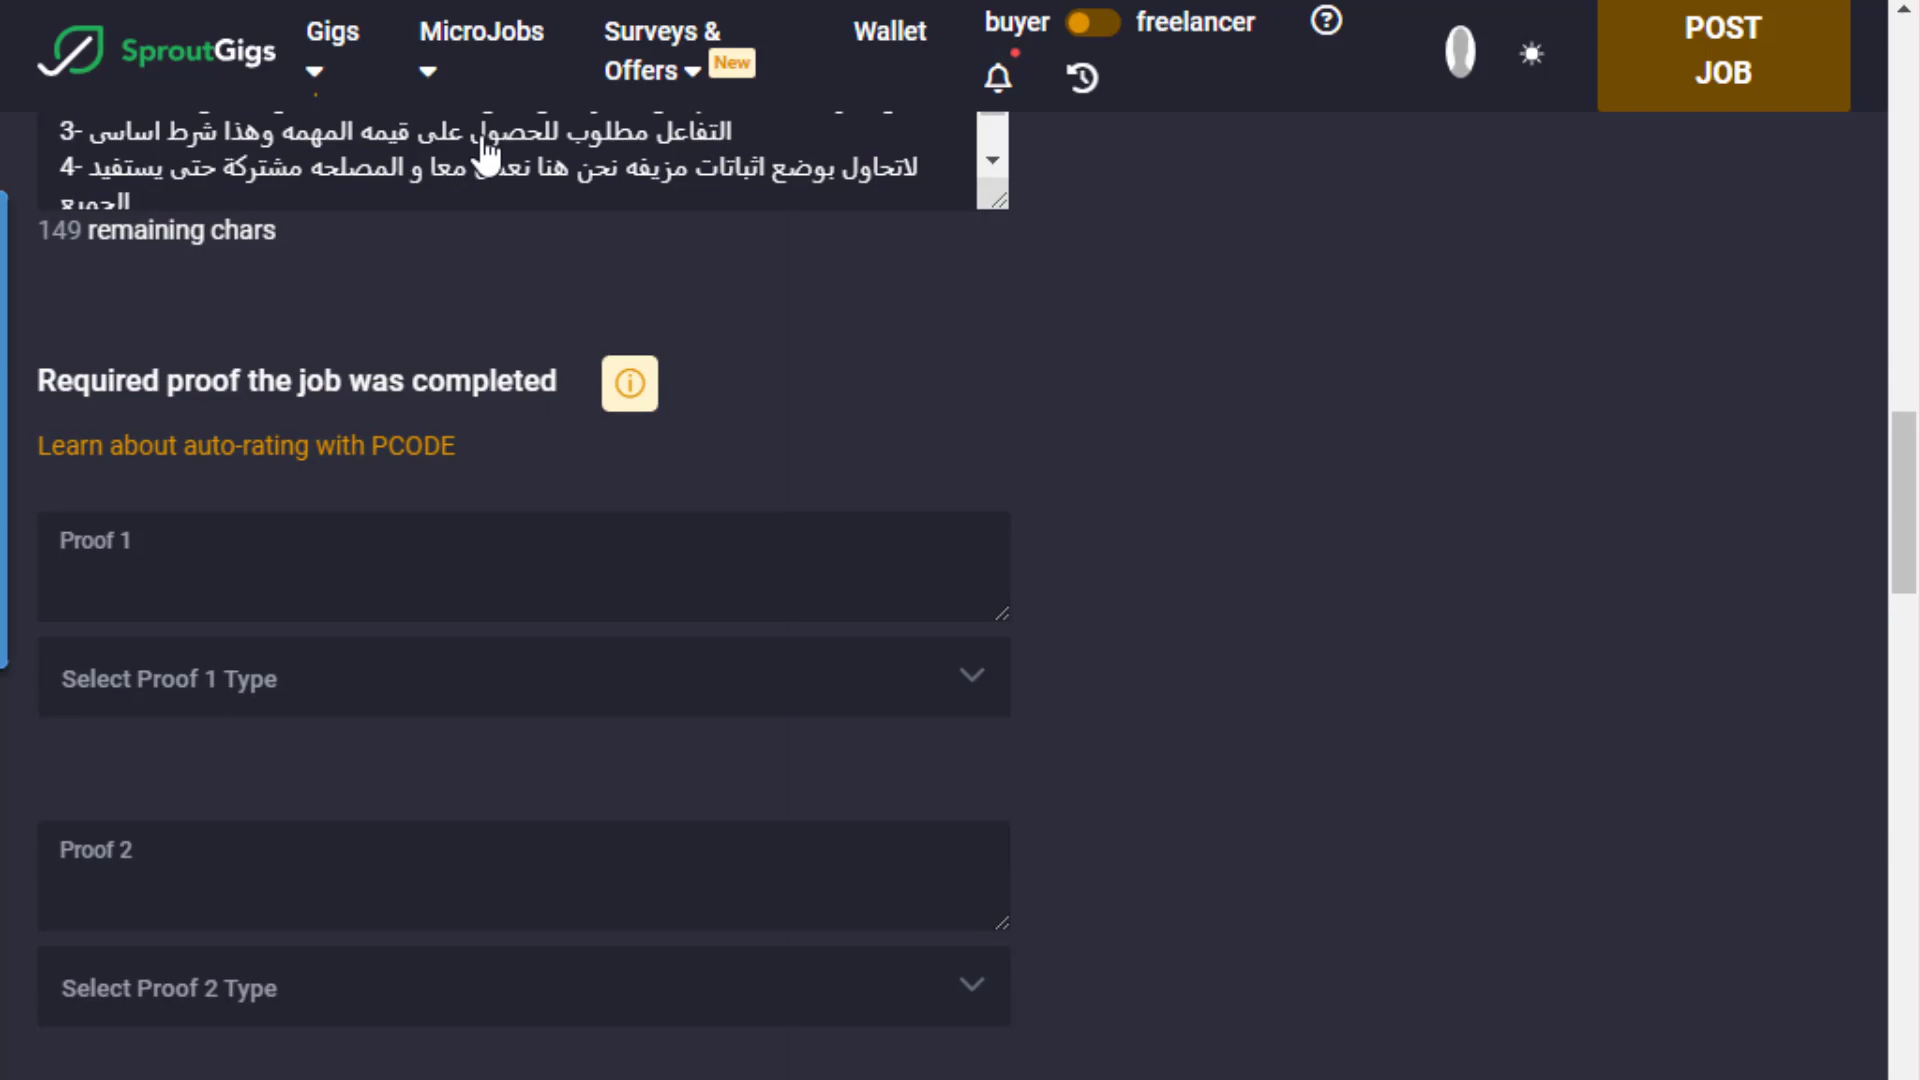 SproutGigs
Gigs
MicroJobs
Surveys &
Offers New
Wallet
buyer freelancer
POST
JOB
3- التفاعل مطلوب للحصول على قيمه المهمه وهذا شرط اساسى
4- لاتحاول بوضع اثباتات مزيفه نحن هنا معا و المصلحه مشتركة حتى يستفيد
الجميع
149 remaining chars
Required proof the job was completed
Learn about auto-rating with PCODE
Proof 1
Select Proof 1 Type
Proof 2
Select Proof 2 Type